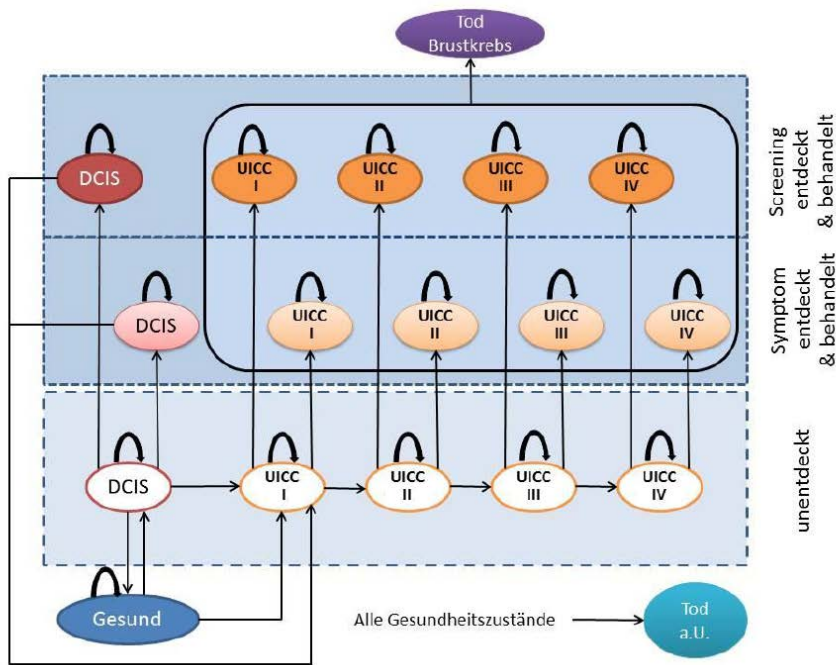 Tod
Brustkrebs
DCIS
UICC
I
UICC
II
UICC
III
UICC
IV
Screening
entdeckt
& behandelt
DCIS
UICC
I
UICC
II
UICC
III
UICC
IV
Symptom
entdeckt
& behandelt
DCIS
UICC
I
UICC
II
UICC
III
UICC
IV
unentdeckt
Gesund
Alle Gesundheitszustände
Tod
a.U.